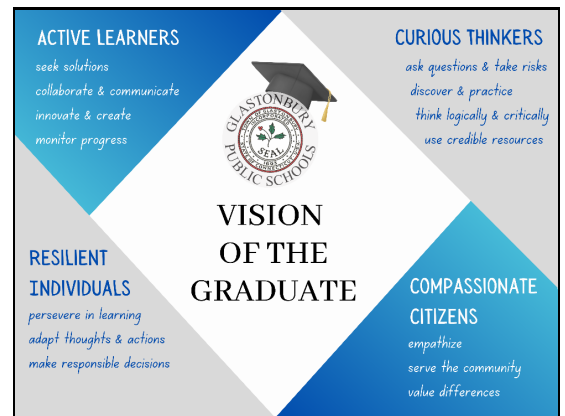 ACTIVE LEARNERS
seek solutions
collaborate & communicate
innovate & create
monitor progress
CURIOUS THINKERS
ask questions & take risks
discover & practice
think logically & critically
use credible resources
GLASTONBURY
PUBLIC SCHOOLS
SEAL
1693
VISION
OF THE
GRADUATE
RESILIENT
INDIVIDUALS
persevere in learning
adapt thoughts & actions
make responsible decisions
COMPASSIONATE
CITIZENS
empathize
serve the community
value differences